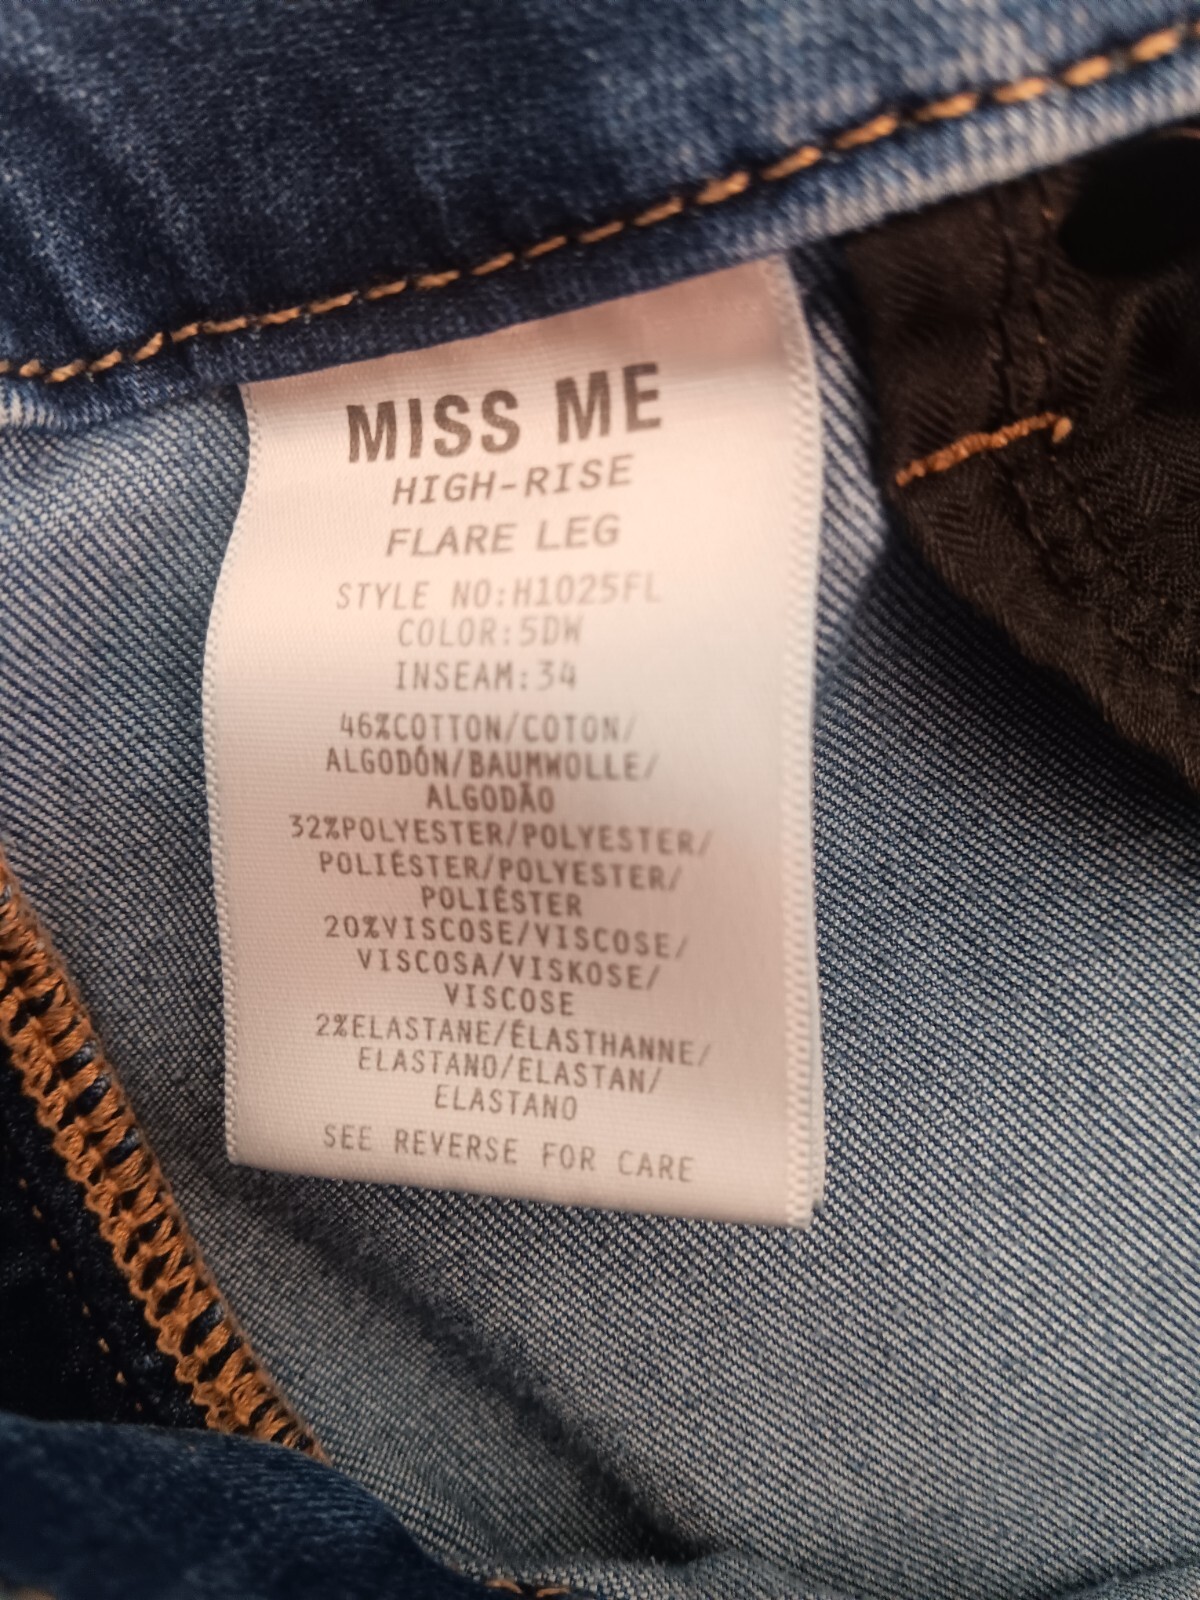 MISS ME
HIGH-RISE
FLARE LEG
STYLE NO:H1025FL
COLOR:5DW
INSEAM:34
46%COTTON/COTON/
ALGODÓN/BAUMWOLLE/
ALGODÃO
32%POLYESTER/POLYESTER/
POLIÉSTER/POLYESTER/
POLIÉSTER
20%VISCOSE/VISCOSE/
VISCOSA/VISKOSE/
VISCOSE
2%ELASTANE/ÉLASTHANNE/
ELASTANO/ELASTAN/
ELASTANO
SEE REVERSE FOR CARE